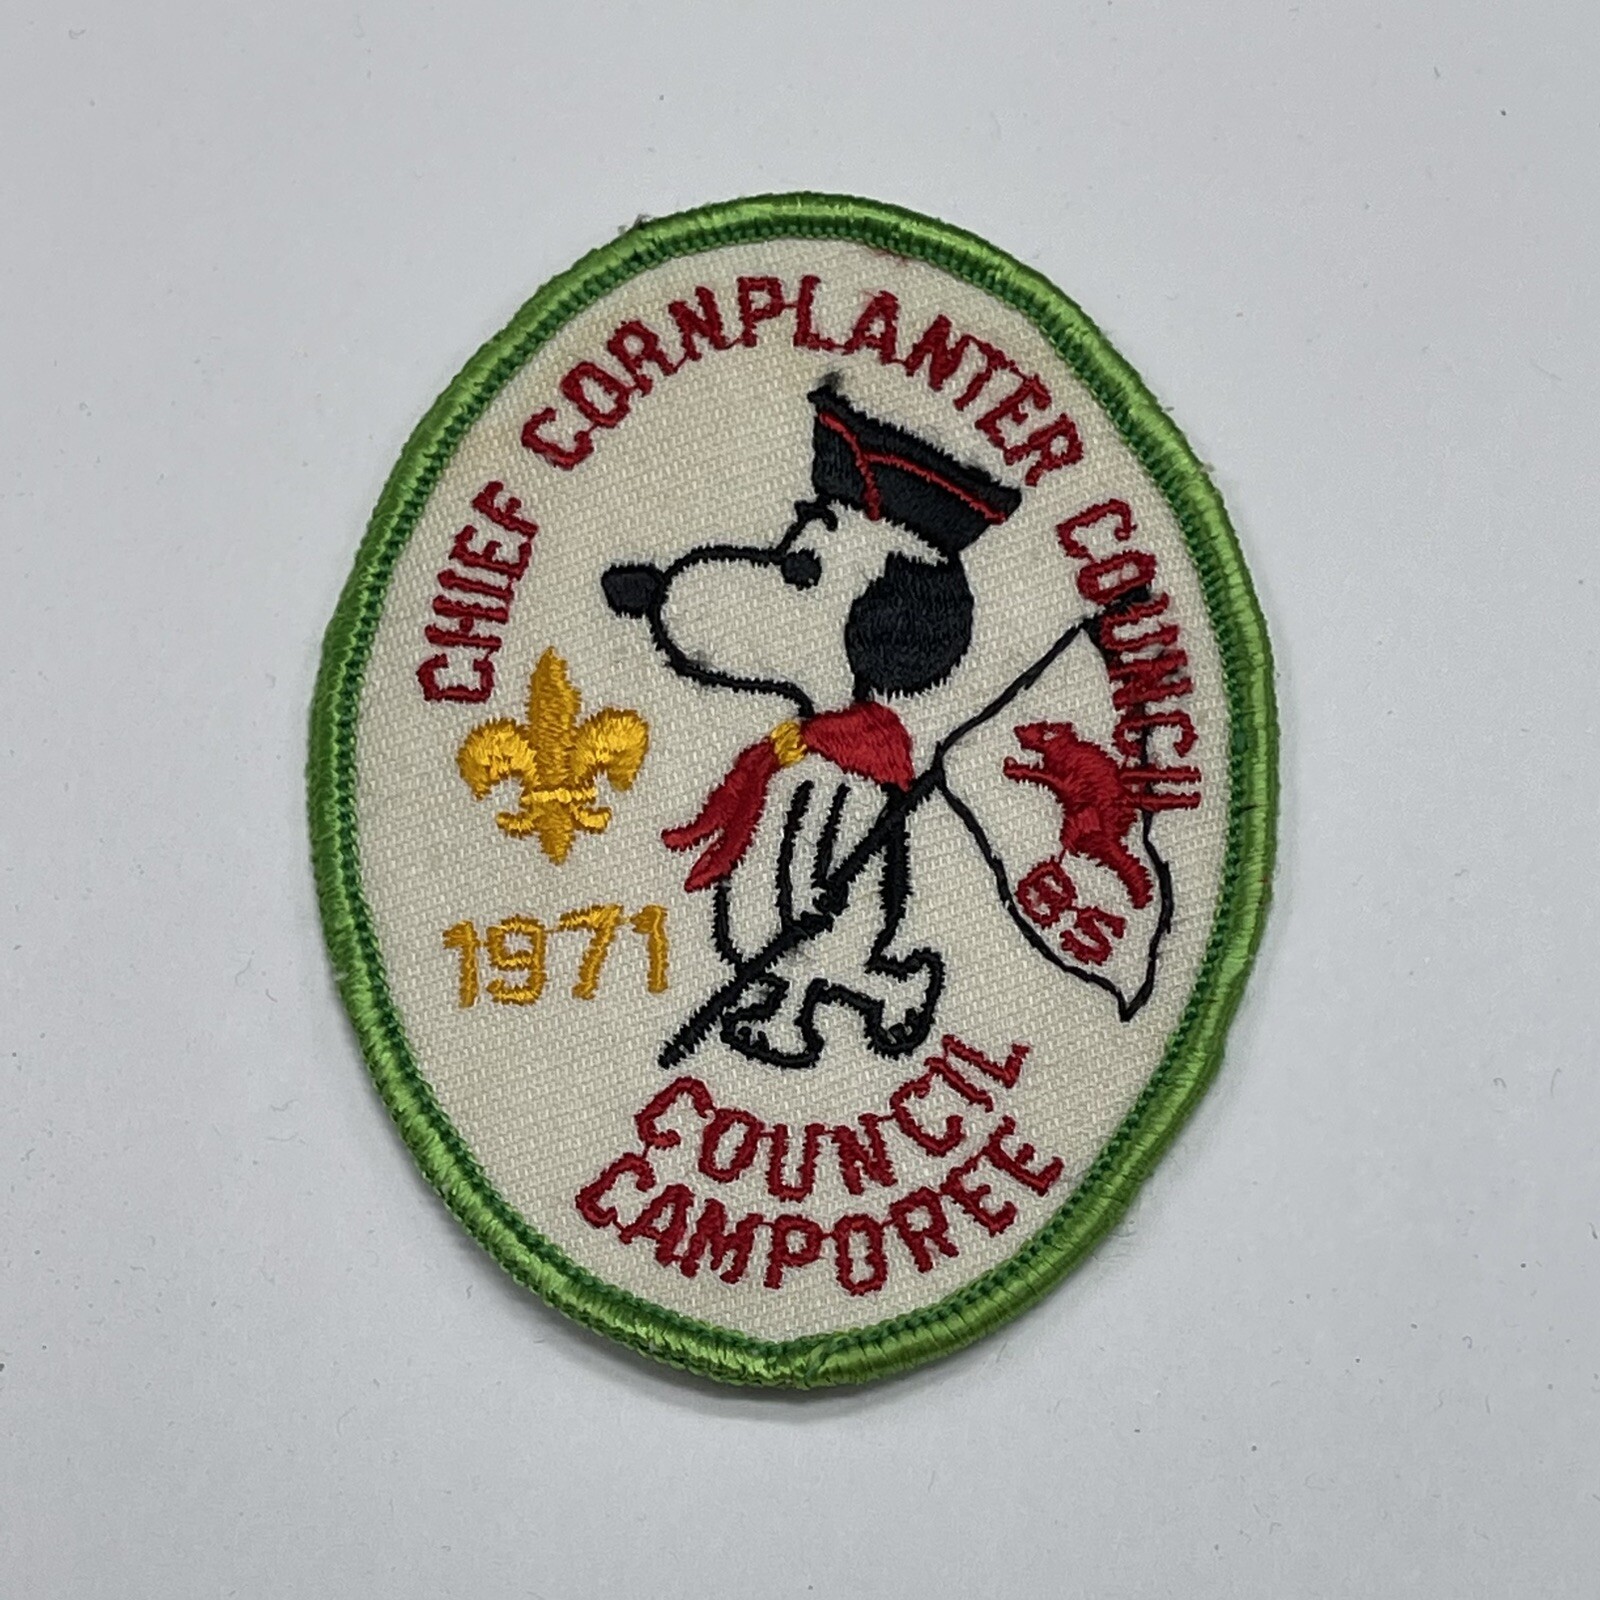 CHIEF CORNPLANTER COUNCIL
BS
1971
COUNCIL
CAMPOREE